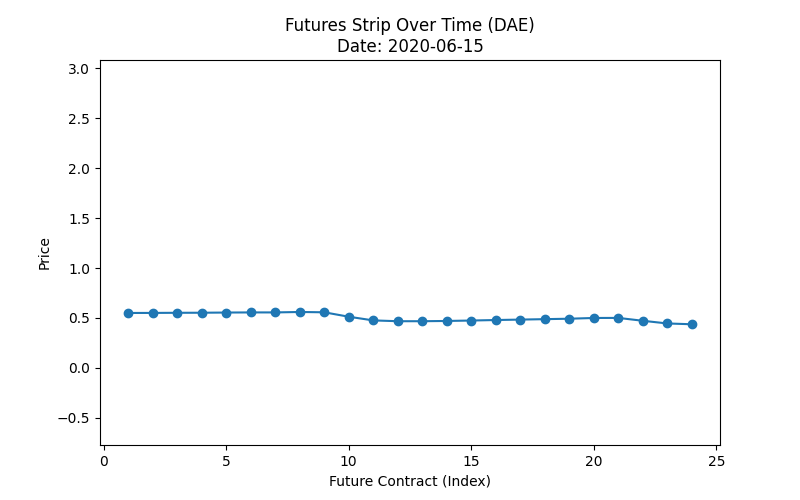 Futures Strip Over Time (DAE)
Date: 2020-06-15
3.0
2.5
2.0
1.5
1.0
0.5
0.0
−0.5
Price
0 5 10 15 20 25
Future Contract (Index)